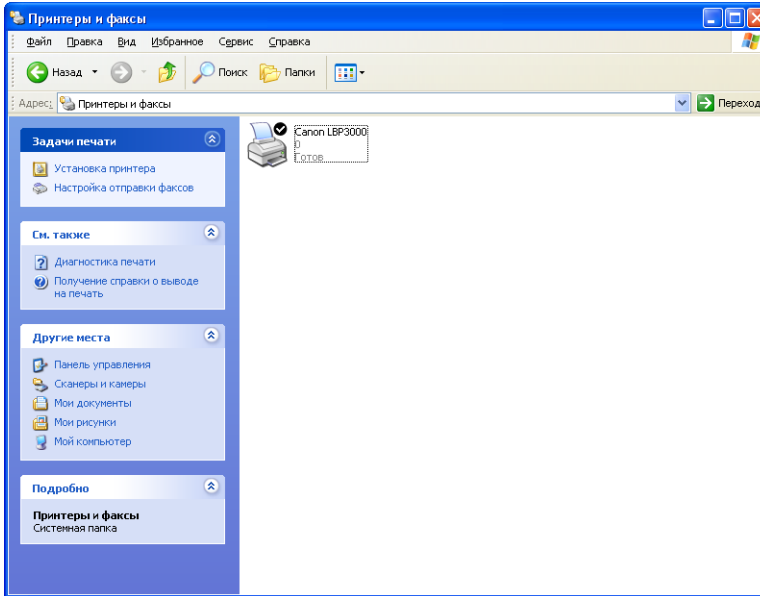 Принтеры и факсы
Файл Правка Вид Избранное Сервис Справка
Назад Поиск Папки
Адрес: Принтеры и факсы Переход
Задачи печати
Установка принтера
Настройка отправки факсов
См. также
Диагностика печати
Получение справки о выводе
на печать
Другие места
Панель управления
Сканеры и камеры
Мои документы
Мои рисунки
Мой компьютер
Подробно
Принтеры и факсы
Системная папка
Canon LBP3000
0
Готов